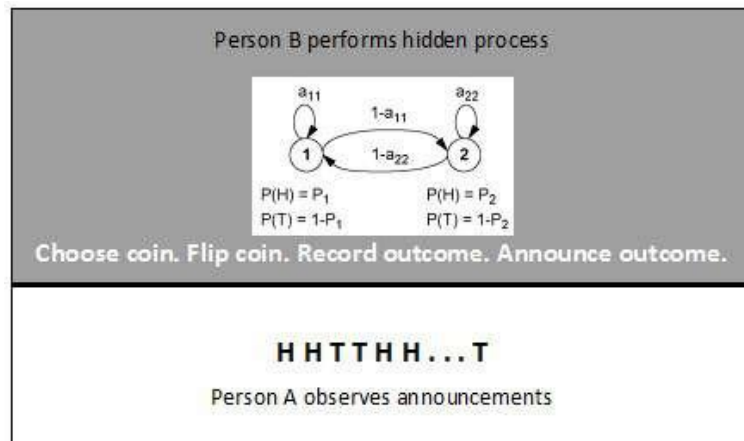 Person B performs hidden process
a₁₁ a₂₂
1-a₁₁
1 1-a₂₂ 2
P(H) = P₁ P(H) = P₂
P(T) = 1-P₁ P(T) = 1-P₂
Choose coin. Flip coin. Record outcome. Announce outcome.
H H T T H H . . . T
Person A observes announcements